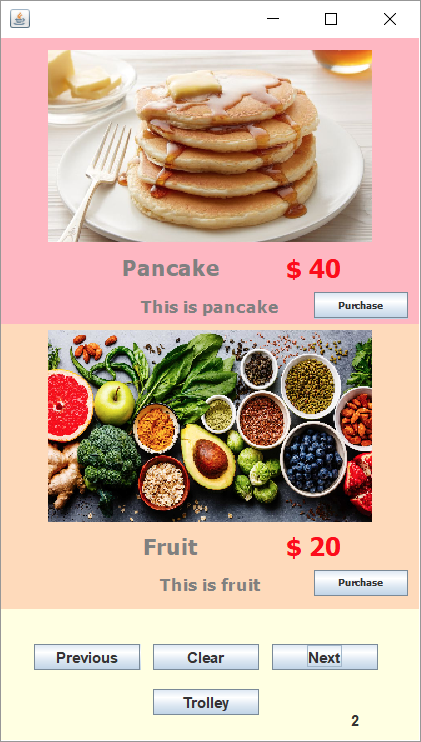 Pancake $ 40
This is pancake Purchase
Fruit $ 20
This is fruit Purchase
Previous Clear Next
Trolley
2